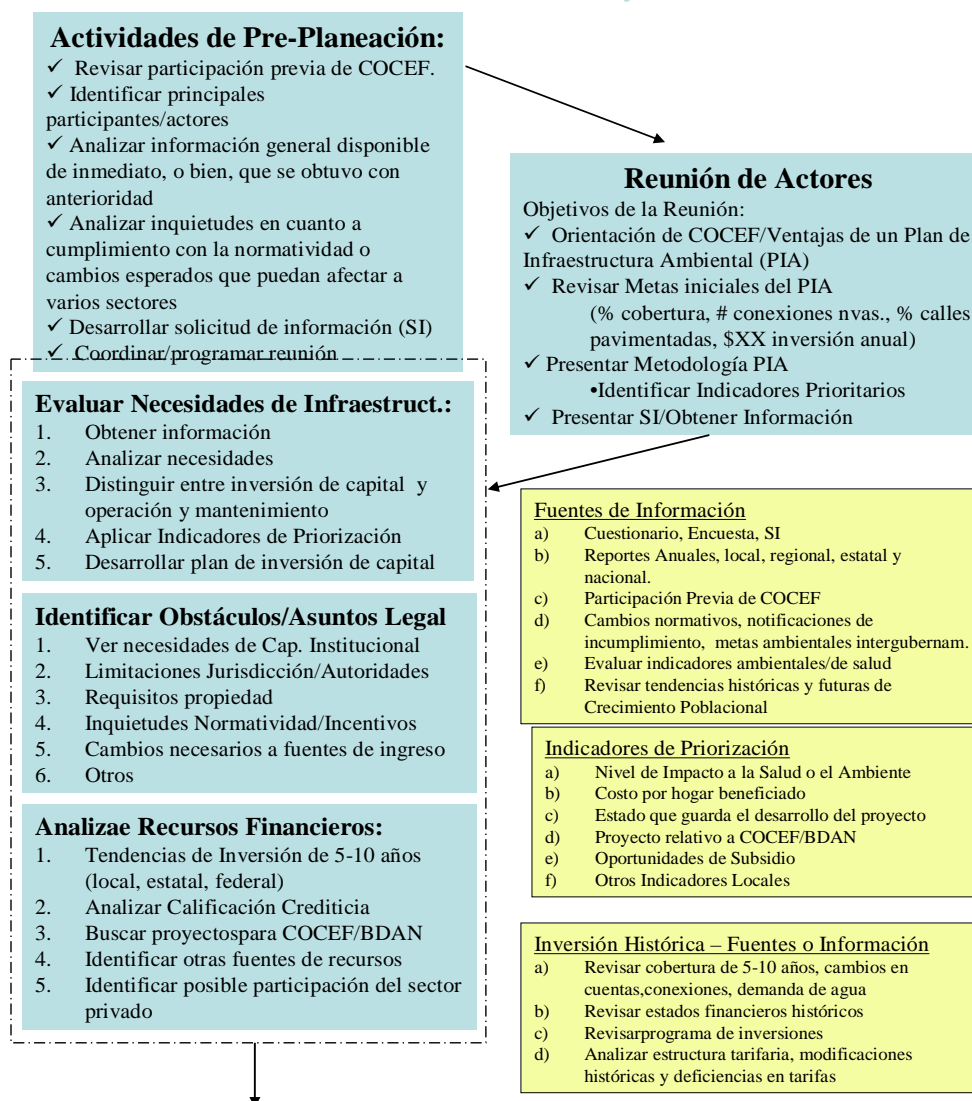 Actividades de Pre-Planeación:
✓ Revisar participación previa de COCEF.
✓ Identificar principales
participantes/actores
✓ Analizar información general disponible
de inmediato, o bien, que se obtuvo con
anterioridad
✓ Analizar inquietudes en cuanto a
cumplimiento con la normatividad o
cambios esperados que puedan afectar a
varios sectores
✓ Desarrollar solicitud de información (SI)
✓ Coordinar/programar reunión
Reunión de Actores
Objetivos de la Reunión:
✓ Orientación de COCEF/Ventajas de un Plan de
Infraestructura Ambiental (PIA)
✓ Revisar Metas iniciales del PIA
(% cobertura, # conexiones nvas., % calles
pavimentadas, $XX inversión anual)
✓ Presentar Metodología PIA
•Identificar Indicadores Prioritarios
✓ Presentar SI/Obtener Información
Evaluar Necesidades de Infraestruct.:
1. Obtener información
2. Analizar necesidades
3. Distinguir entre inversión de capital y
operación y mantenimiento
4. Aplicar Indicadores de Priorización
5. Desarrollar plan de inversión de capital
Identificar Obstáculos/Asuntos Legal
1. Ver necesidades de Cap. Institucional
2. Limitaciones Jurisdicción/Autoridades
3. Requisitos propiedad
4. Inquietudes Normatividad/Incentivos
5. Cambios necesarios a fuentes de ingreso
6. Otros
Analizae Recursos Financieros:
1. Tendencias de Inversión de 5-10 años
(local, estatal, federal)
2. Analizar Calificación Crediticia
3. Buscar proyectospara COCEF/BDAN
4. Identificar otras fuentes de recursos
5. Identificar posible participación del sector
privado
Fuentes de Información
a) Cuestionario, Encuesta, SI
b) Reportes Anuales, local, regional, estatal y
nacional.
c) Participación Previa de COCEF
d) Cambios normativos, notificaciones de
incumplimiento, metas ambientales intergubernam.
e) Evaluar indicadores ambientales/de salud
f) Revisar tendencias históricas y futuras de
Crecimiento Poblacional
Indicadores de Priorización
a) Nivel de Impacto a la Salud o el Ambiente
b) Costo por hogar beneficiado
c) Estado que guarda el desarrollo del proyecto
d) Proyecto relativo a COCEF/BDAN
e) Oportunidades de Subsidio
f) Otros Indicadores Locales
Inversión Histórica – Fuentes o Información
a) Revisar cobertura de 5-10 años, cambios en
cuentas,conexiones, demanda de agua
b) Revisar estados financieros históricos
c) Revisarprograma de inversiones
d) Analizar estructura tarifaria, modificaciones
históricas y deficiencias en tarifas